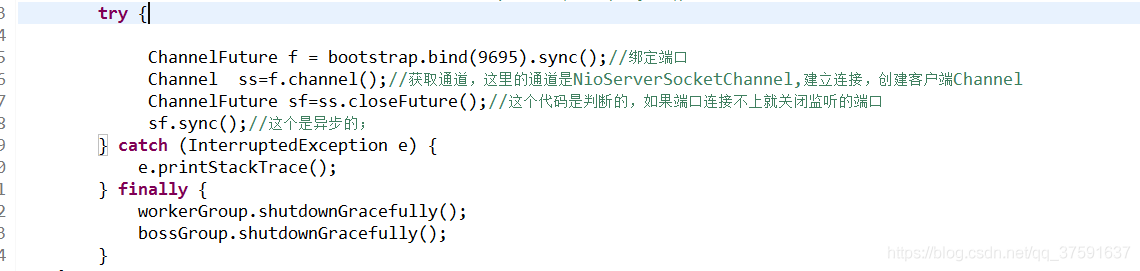 3 try {
4
5 ChannelFuture f = bootstrap.bind(9695).sync();//绑定端口
6 Channel  ss=f.channel();//获取通道，这里的通道是NioServerSocketChannel,建立连接，创建客户端Channel
7 ChannelFuture sf=ss.closeFuture();//这个代码是判断的，如果端口连接不上就关闭监听的端口
8 sf.sync();//这个是异步的；
9 } catch (InterruptedException e) {
0 e.printStackTrace();
1 } finally {
2 workerGroup.shutdownGracefully();
3 bossGroup.shutdownGracefully();
4 }
https://blog.csdn.net/qq_37591637